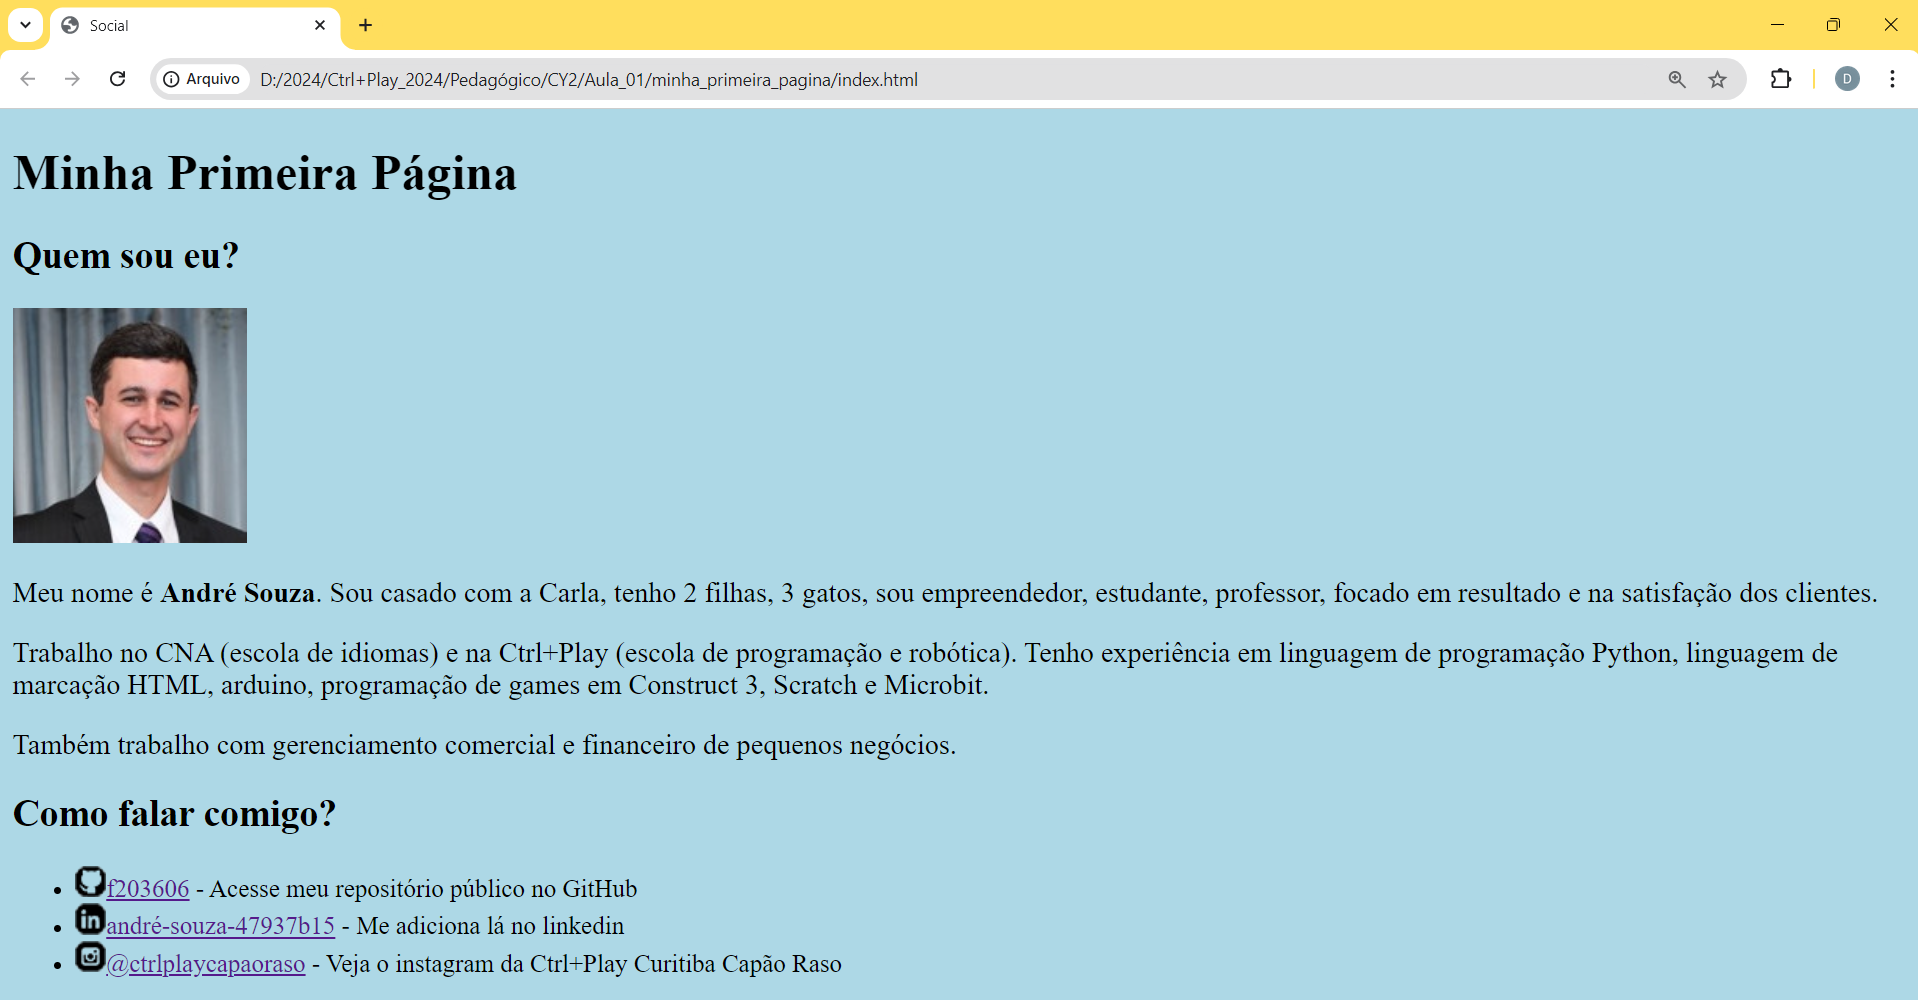 Social
Arquivo
D:/2024/Ctrl+Play_2024/Pedagógico/CY2/Aula_01/minha_primeira_pagina/index.html
D
Minha Primeira Página
Quem sou eu?
Meu nome é André Souza. Sou casado com a Carla, tenho 2 filhas, 3 gatos, sou empreendedor, estudante, professor, focado em resultado e na satisfação dos clientes.
Trabalho no CNA (escola de idiomas) e na Ctrl+Play (escola de programação e robótica). Tenho experiência em linguagem de programação Python, linguagem de
marcação HTML, arduino, programação de games em Construct 3, Scratch e Microbit.
Também trabalho com gerenciamento comercial e financeiro de pequenos negócios.
Como falar comigo?
f203606 - Acesse meu repositório público no GitHub
in andré-souza-47937b15 - Me adiciona lá no linkedin
@ctrlplaycapaoraso - Veja o instagram da Ctrl+Play Curitiba Capão Raso